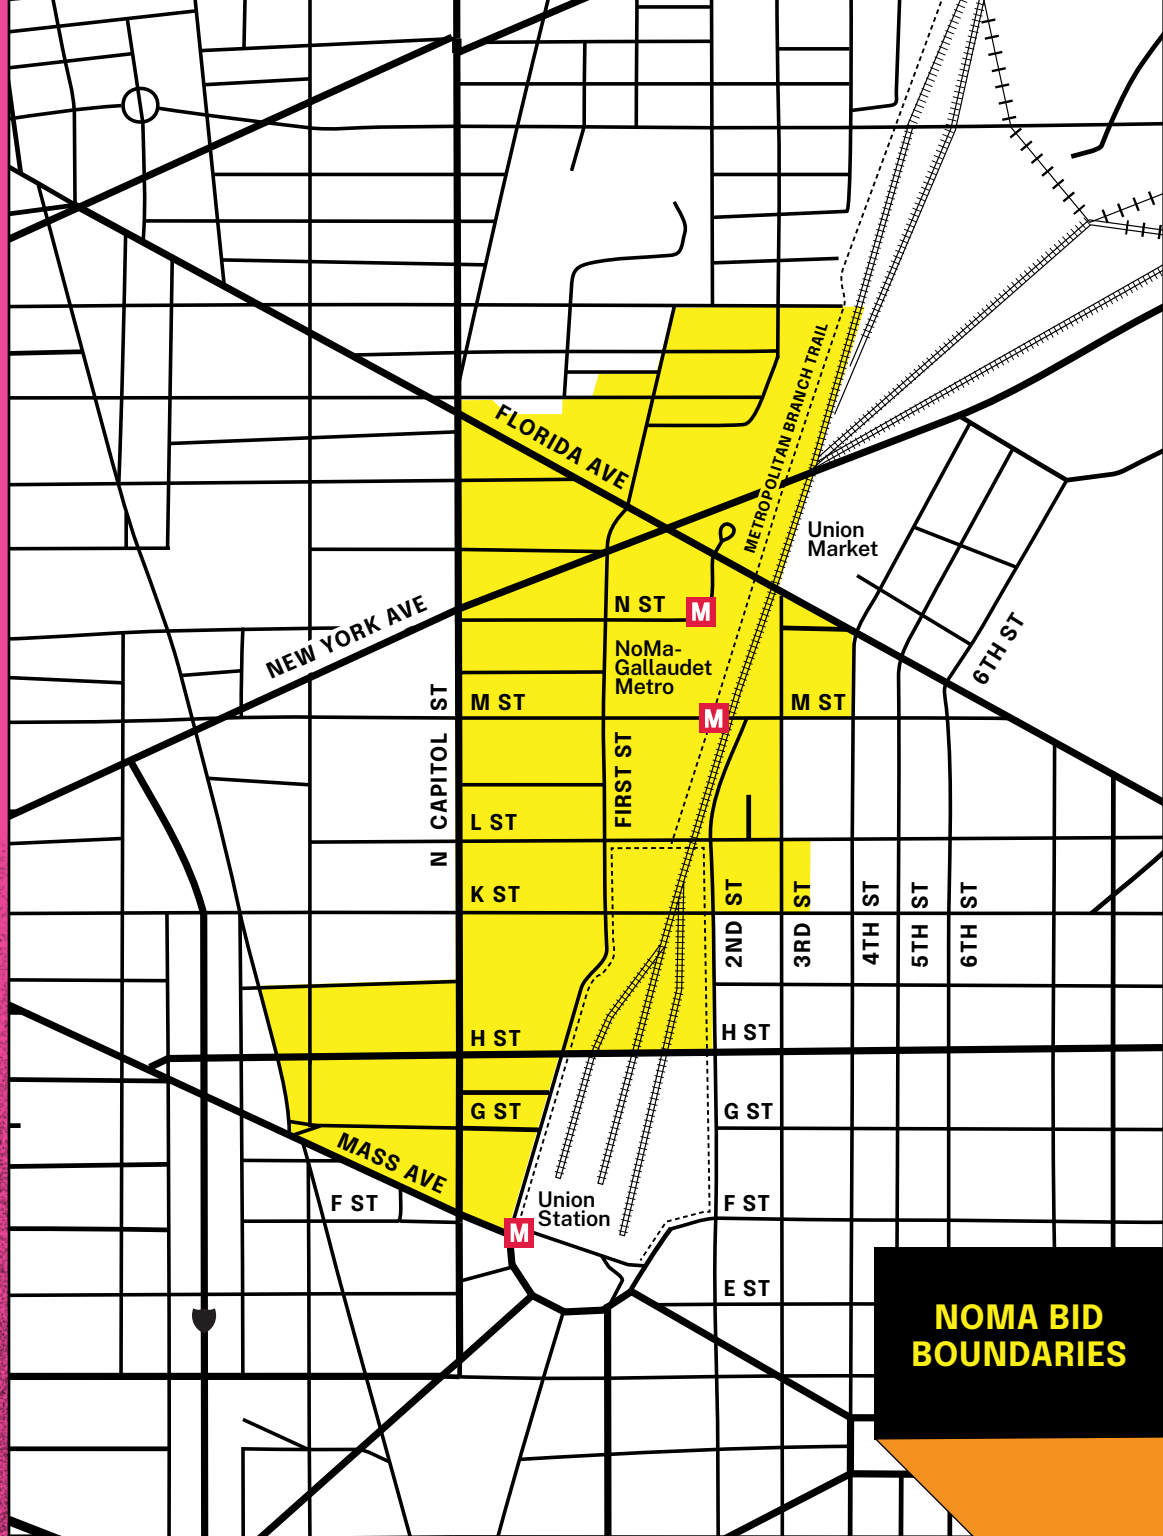 METROPOLITAN BRANCH TRAIL
FLORIDA AVE
Union
Market
NEW YORK AVE
N ST
M
NoMa-
Gallaudet
Metro
6TH ST
M ST
M
M ST
N CAPITOL ST
FIRST ST
L ST
K ST
2ND ST
3RD ST
4TH ST
5TH ST
6TH ST
H ST
H ST
G ST
G ST
MASS AVE
F ST
Union
Station
F ST
M
E ST
NOMA BID
BOUNDARIES